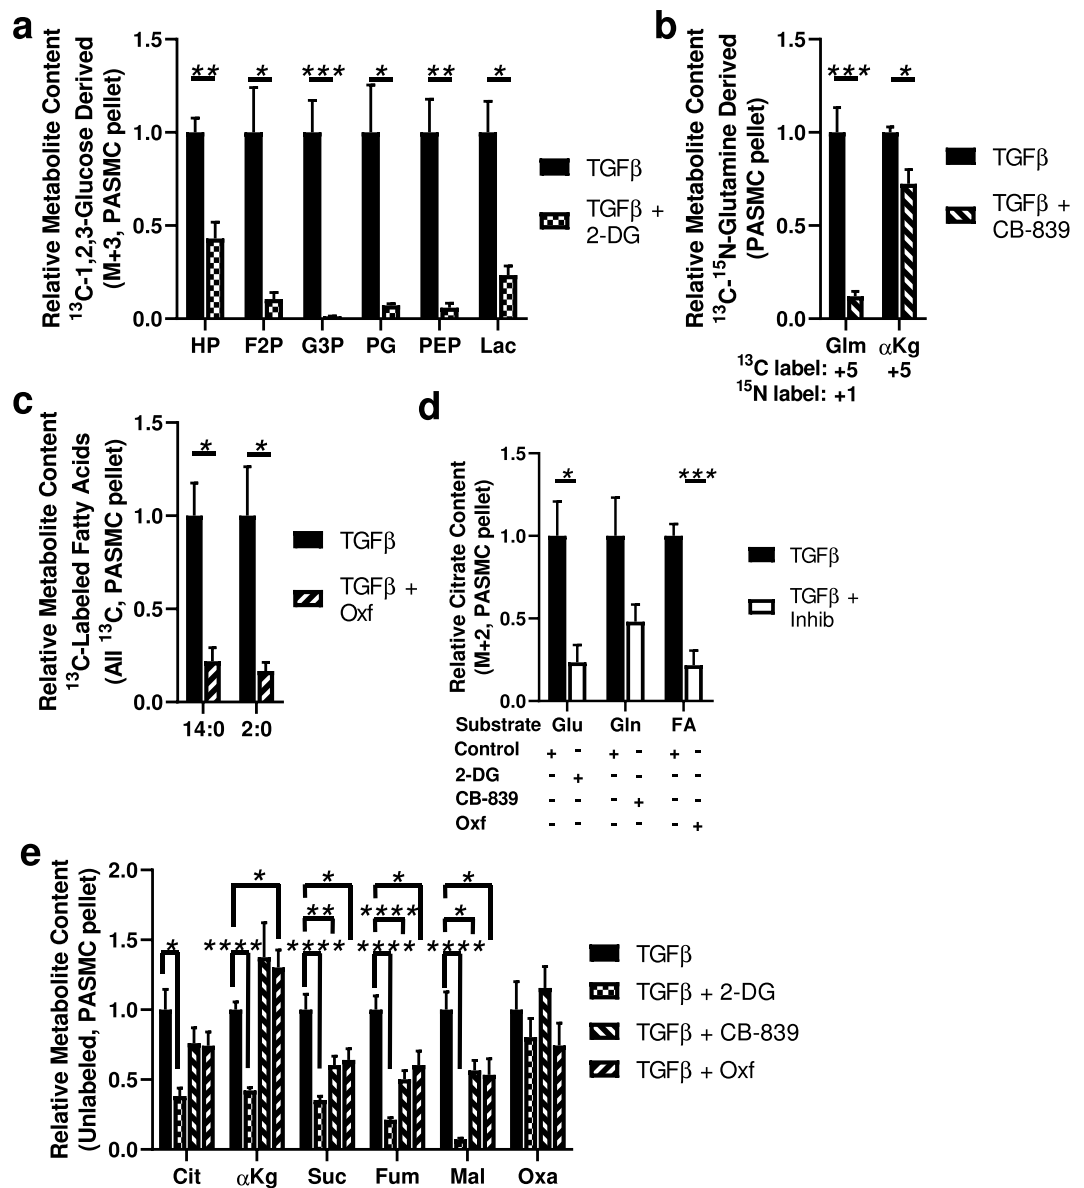 a
Relative Metabolite Content
¹³C-1,2,3-Glucose Derived
(M+3, PASMC pellet)
1.5
1.0
0.5
0.0
** * *** * ** *
HP F2P G3P PG PEP Lac
TGFβ
TGFβ +
2-DG
b
Relative Metabolite Content
¹³C-¹⁵N-Glutamine Derived
(PASMC pellet)
1.5
1.0
0.5
0.0
*** *
Glm αKg
¹³C label: +5 +5
¹⁵N label: +1
TGFβ
TGFβ +
CB-839
c
Relative Metabolite Content
¹³C-Labeled Fatty Acids
(All ¹³C, PASMC pellet)
1.5
1.0
0.5
0.0
* *
14:0 2:0
TGFβ
TGFβ +
Oxf
d
Relative Citrate Content
(M+2, PASMC pellet)
1.5
1.0
0.5
0.0
* ***
Substrate Glu Gln FA
Control + - + - + -
2-DG - + - - - -
CB-839 - - - + - -
Oxf - - - - - +
TGFβ
TGFβ +
Inhib
e
Relative Metabolite Content
(Unlabeled, PASMC pellet)
2.0
1.5
1.0
0.5
0.0
* * * *
** **** *
* **** **** **** ****
Cit αKg Suc Fum Mal Oxa
TGFβ
TGFβ + 2-DG
TGFβ + CB-839
TGFβ + Oxf